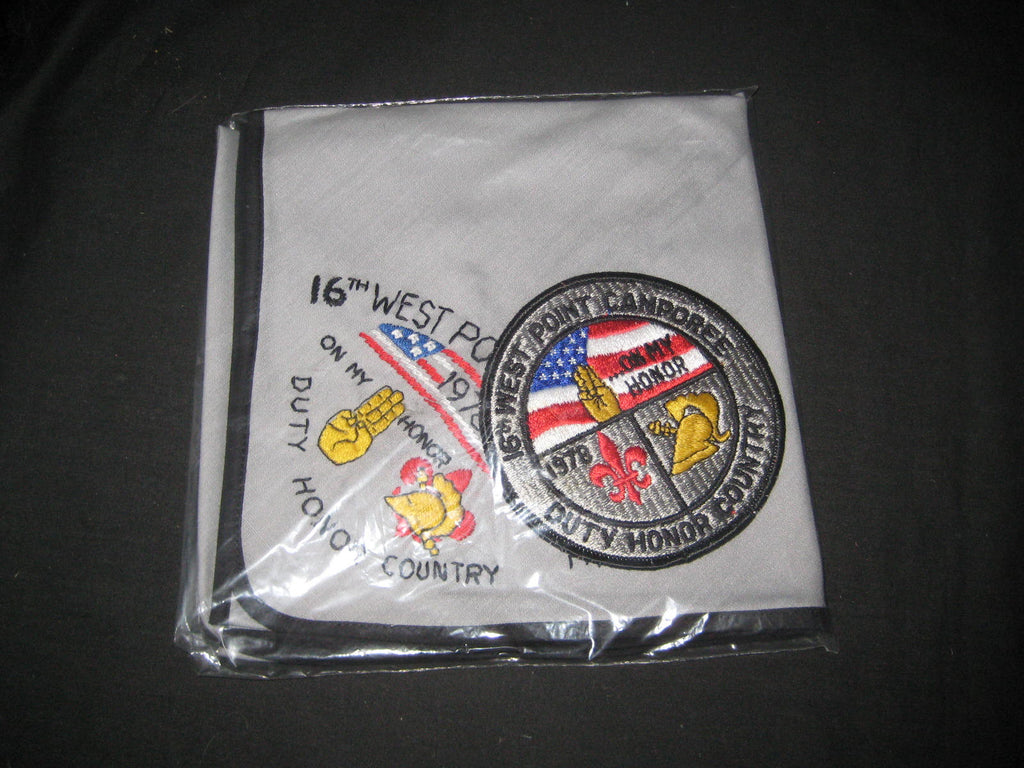 16TH WEST PO
1978
ON MY
HONOR
DUTY HONOR COUNTRY
16TH WEST POINT CAMPOREE
ON MY
HONOR
1978
DUTY HONOR COUNTRY